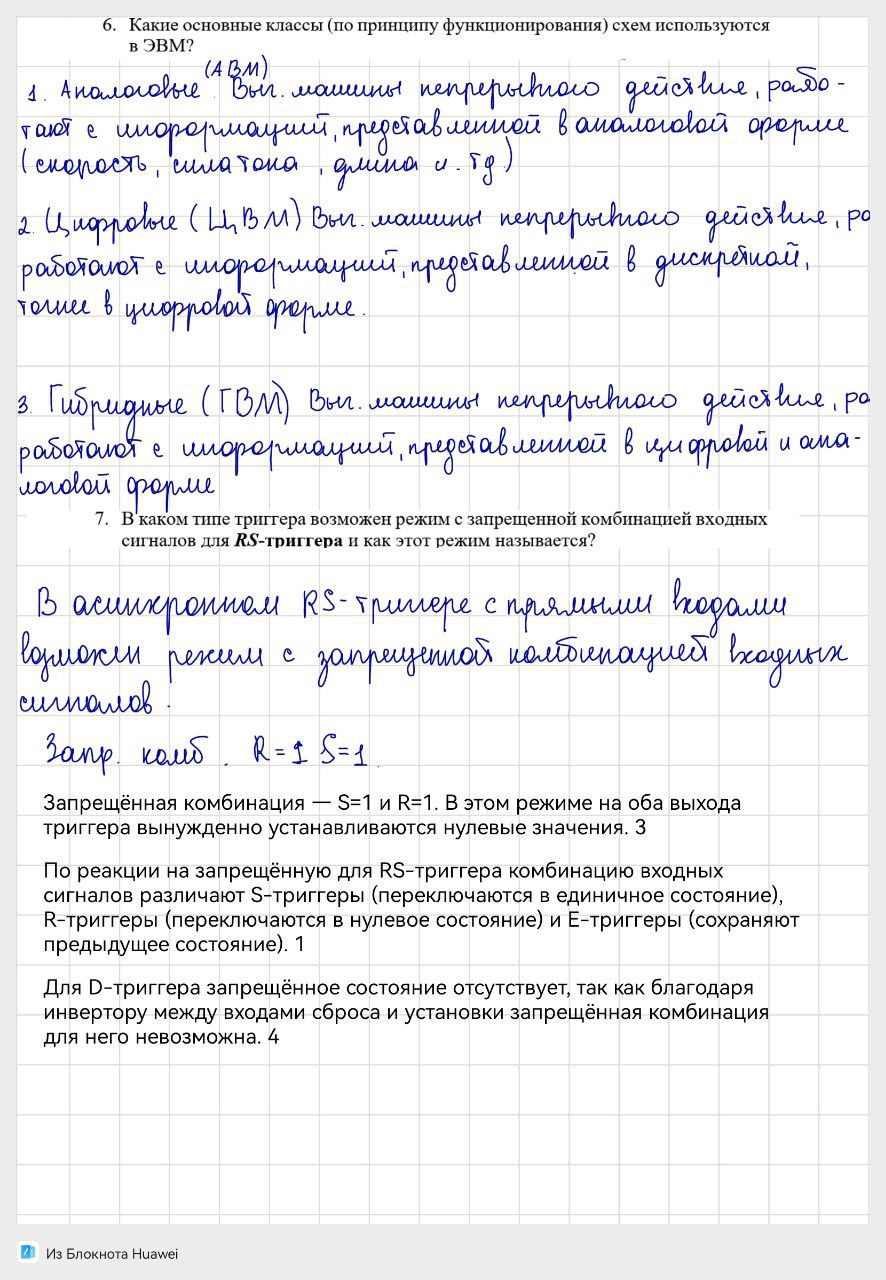 6. Какие основные классы (по принципу функционирования) схем используются
в ЭВМ?
(АВМ)
1. Аналоговые. Выч. машины непрерывного действия, рабо-
тают с информацией, представленной в аналоговой форме
(скорость, сила тока, длина и. тд)
2. Цифровые (ЦВМ) Выч. машины непрерывного действия, ра
работают с информацией, представленной в дискретной,
точнее в цифровой форме.
3. Гибридные (ГВМ) Выч. машины непрерывного действия, ра
работают с информацией, представленной в цифровой и ана-
логовой форме
7. В каком типе триггера возможен режим с запрещенной комбинацией входных
сигналов для RS-триггера и как этот режим называется?
В асинхронном RS-триггере с прямыми входами
возможен режим с запрещенной комбинацией входных
сигналов.
Запр. комб. R=1 S=1.
Запрещённая комбинация — S=1 и R=1. В этом режиме на оба выхода
триггера вынужденно устанавливаются нулевые значения. 3
По реакции на запрещённую для RS-триггера комбинацию входных
сигналов различают S-триггеры (переключаются в единичное состояние),
R-триггеры (переключаются в нулевое состояние) и E-триггеры (сохраняют
предыдущее состояние). 1
Для D-триггера запрещённое состояние отсутствует, так как благодаря
инвертору между входами сброса и установки запрещённая комбинация
для него невозможна. 4
Из Блокнота Huawei